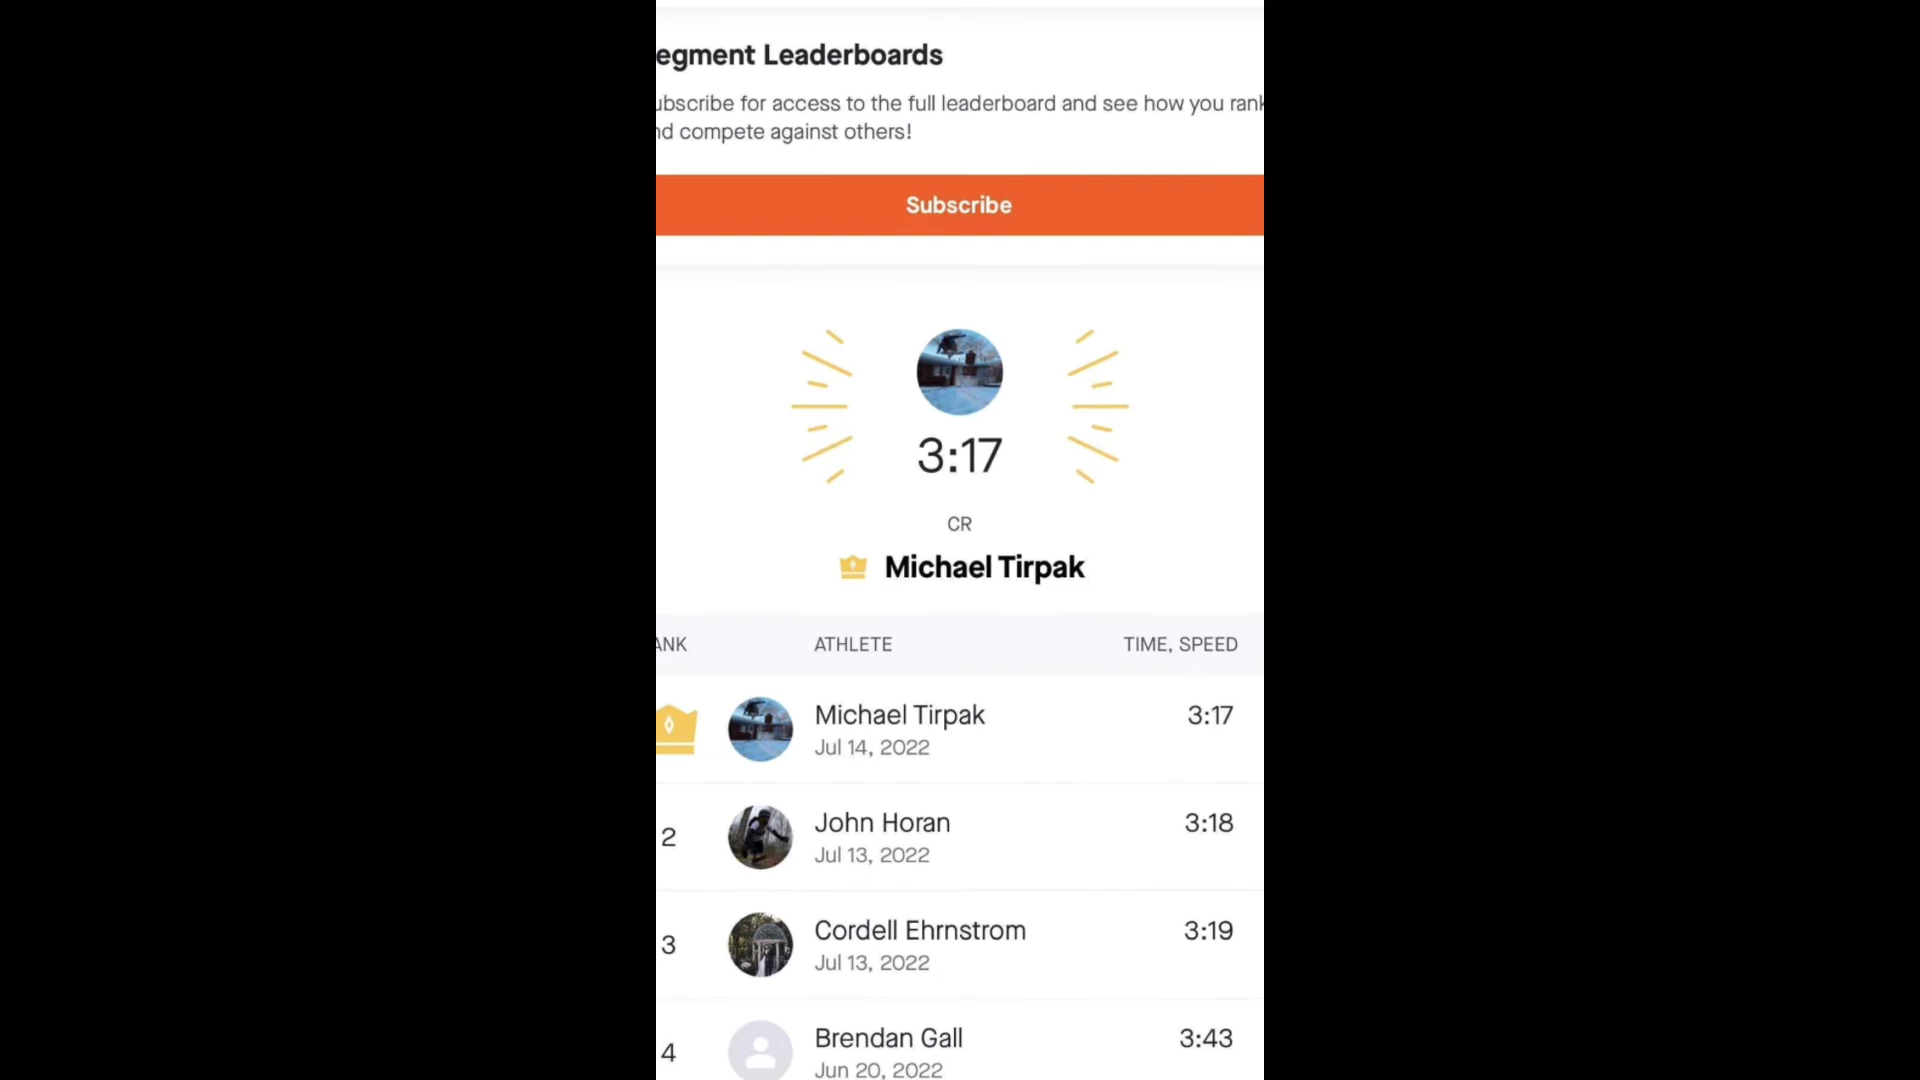 egment Leaderboards
ubscribe for access to the full leaderboard and see how you rank
nd compete against others!
Subscribe
3:17
CR
Michael Tirpak
ANK ATHLETE TIME, SPEED
Michael Tirpak 3:17
Jul 14, 2022
2 John Horan 3:18
Jul 13, 2022
3 Cordell Ehrnstrom 3:19
Jul 13, 2022
4 Brendan Gall 3:43
Jun 20, 2022